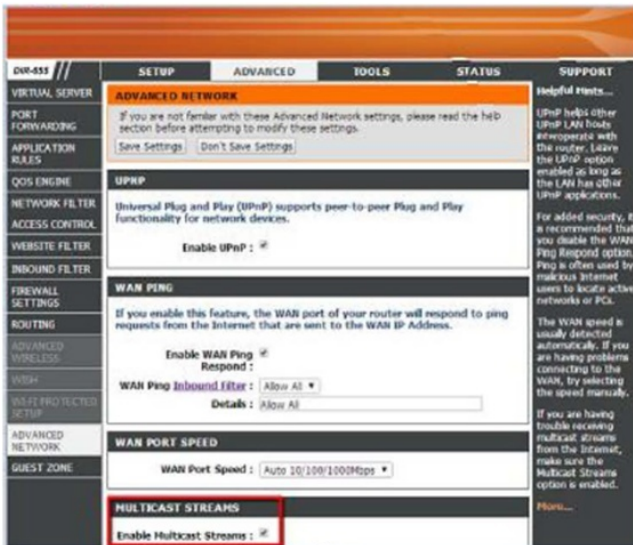 DIR-655
SETUP
ADVANCED
TOOLS
STATUS
SUPPORT
VIRTUAL SERVER
PORT
FORWARDING
APPLICATION
RULES
QOS ENGINE
NETWORK FILTER
ACCESS CONTROL
WEBSITE FILTER
INBOUND FILTER
FIREWALL
SETTINGS
ROUTING
ADVANCED
WIRELESS
WISH
WI-FI PROTECTED
SETUP
ADVANCED
NETWORK
GUEST ZONE
ADVANCED NETWORK
If you are not familar with these Advanced Network settings, please read the help
section before attempting to modify these settings.
Save Settings
Don't Save Settings
UPNP
Universal Plug and Play (UPnP) supports peer-to-peer Plug and Play
functionality for network devices.
Enable UPnP :
WAN PING
If you enable this feature, the WAN port of your router will respond to ping
requests from the Internet that are sent to the WAN IP Address.
Enable WAN Ping
Respond :
WAN Ping Inbound Filter : Allow All
Details : Allow All
WAN PORT SPEED
WAN Port Speed : Auto 10/100/1000Mbps
MULTICAST STREAMS
Enable Multicast Streams :
Helpful Hints...
UPnP helps other
UPnP LAN hosts
interoperate with
the router. Leave
the UPnP option
enabled as long as
the LAN has other
UPnP applications.
For added security, it
is recommended that
you disable the WAN
Ping Respond option.
Ping is often used by
malicious Internet
users to locate active
networks or PCs.
The WAN speed is
usually detected
automatically. If you
are having problems
connecting to the
WAN, try selecting
the speed manually.
If you are having
trouble receiving
multicast streams
from the Internet,
make sure the
Multicast Streams
option is enabled.
More...